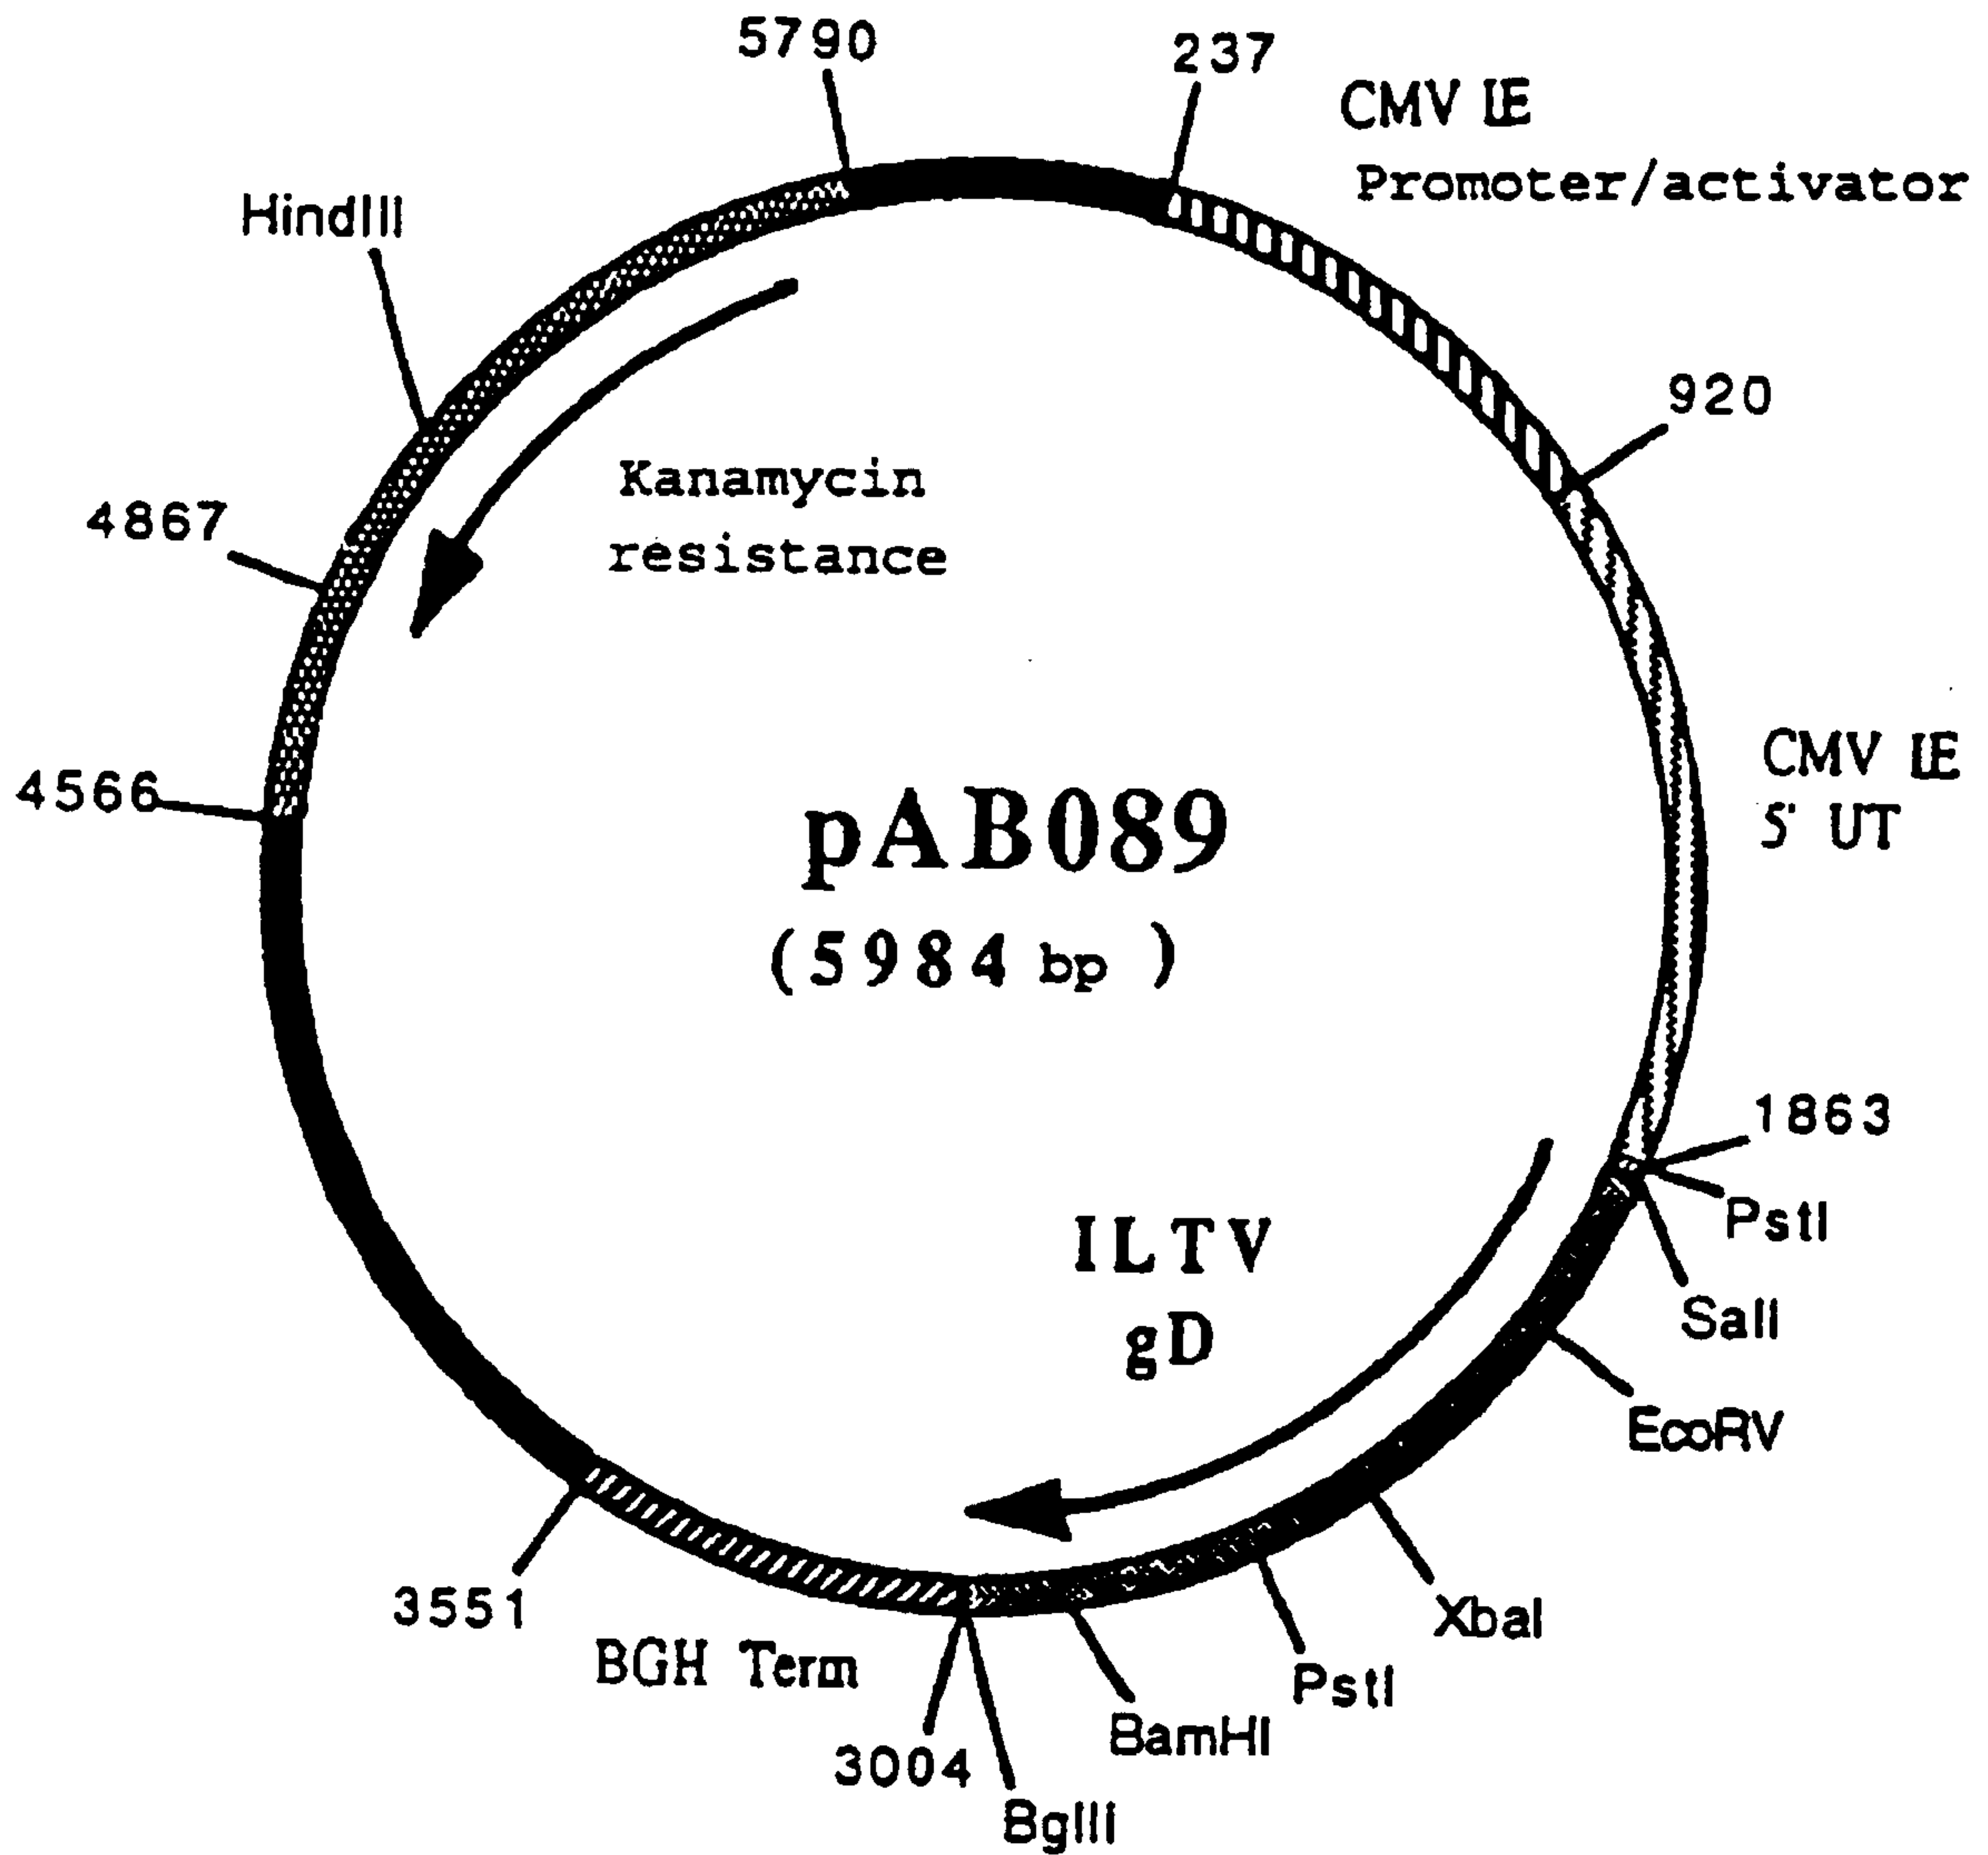 5790
237
CMV IE
Promoter/activator
HindIII
920
Kanamycin
resistance
4867
CMV IE
5' UT
4566
pAB089
(5984 bp )
1863
PstI
SalI
ILTV
gD
EcoRV
XbaI
PstI
BamHI
BglII
3004
BGH Term
3551